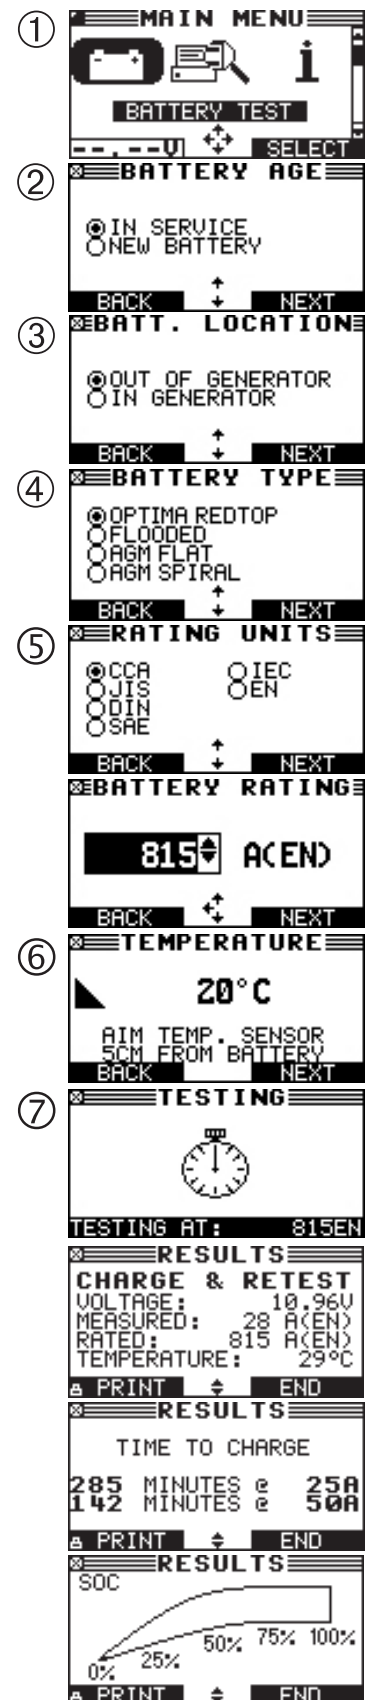 1
MAIN MENU
i
BATTERY TEST
--.--V SELECT
2
BATTERY AGE
IN SERVICE
NEW BATTERY
BACK NEXT
3
BATT. LOCATION
OUT OF GENERATOR
IN GENERATOR
BACK NEXT
4
BATTERY TYPE
OPTIMA REDTOP
FLOODED
AGM FLAT
AGM SPIRAL
BACK NEXT
5
RATING UNITS
CCA IEC
JIS EN
DIN
SAE
BACK NEXT
BATTERY RATING
815 A(EN)
BACK NEXT
6
TEMPERATURE
20°C
AIM TEMP. SENSOR
5CM FROM BATTERY
BACK NEXT
7
TESTING
TESTING AT: 815EN
RESULTS
CHARGE & RETEST
VOLTAGE: 10.96V
MEASURED: 28 A(EN)
RATED: 815 A(EN)
TEMPERATURE: 29°C
PRINT END
RESULTS
TIME TO CHARGE
285 MINUTES @ 25A
142 MINUTES @ 50A
PRINT END
RESULTS
SOC
0% 25% 50% 75% 100%
PRINT END